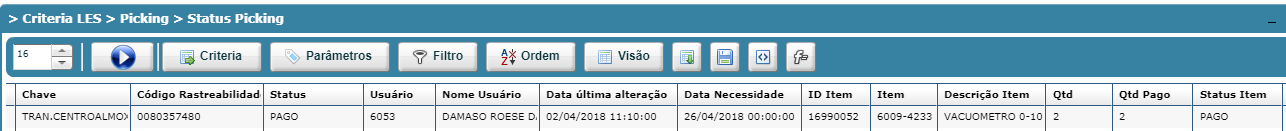 > Criteria LES > Picking > Status Picking
16 Criteria Parâmetros Filtro Ordem Visão
Chave Código Rastreabilidad Status Usuário Nome Usuário Data última alteração Data Necessidade ID Item Item Descrição Item Qtd Qtd Pago Status Item
TRAN.CENTROALMOX 0080357480 PAGO 6053 DAMASO ROESE D 02/04/2018 11:10:00 26/04/2018 00:00:00 16990052 6009-4233 VACUOMETRO 0-10 2 2 PAGO